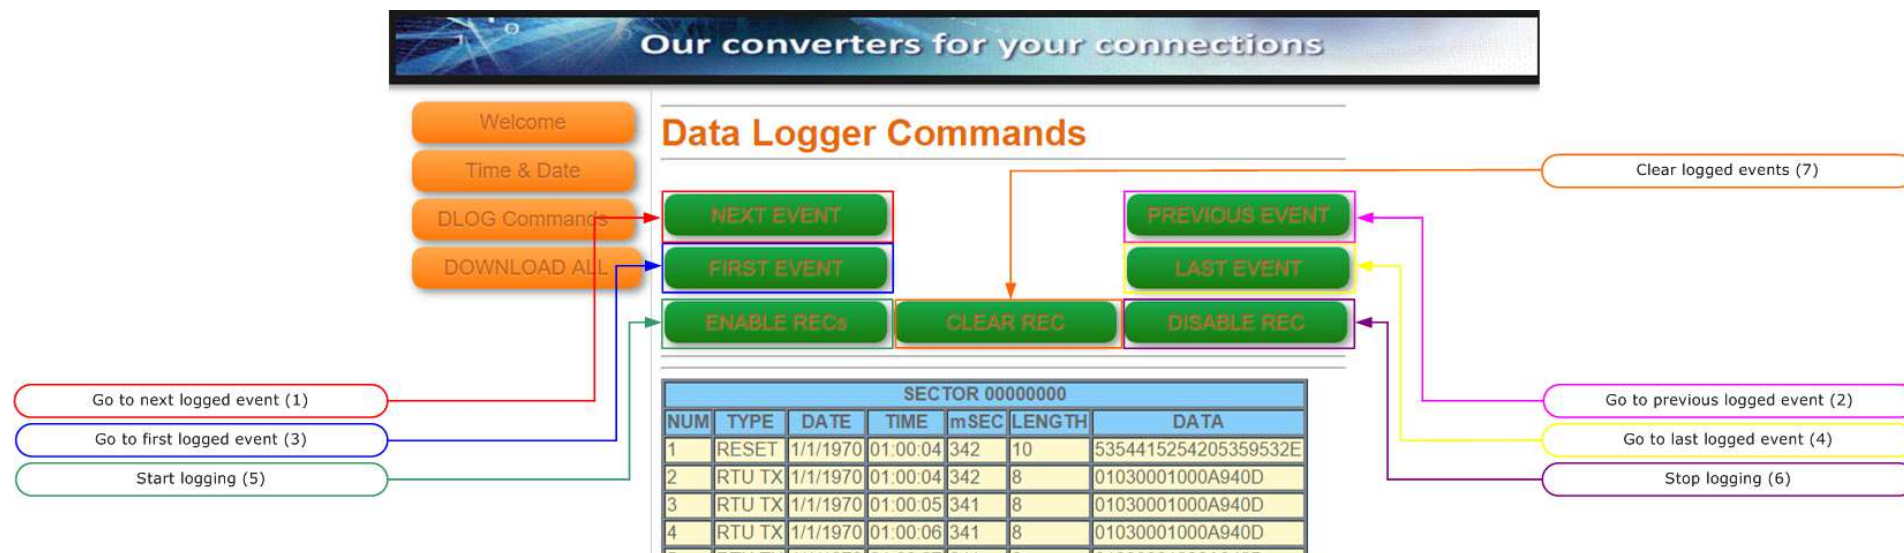 Our converters for your connections
Welcome
Time & Date
DLOG Commands
DOWNLOAD ALL
Data Logger Commands
Clear logged events (7)
NEXT EVENT
PREVIOUS EVENT
FIRST EVENT
LAST EVENT
ENABLE RECs
CLEAR REC
DISABLE REC
Go to next logged event (1)
Go to first logged event (3)
Start logging (5)
Go to previous logged event (2)
Go to last logged event (4)
Stop logging (6)
SECTOR 00000000
NUM TYPE DATE TIME mSEC LENGTH DATA
1 RESET 1/1/1970 01:00:04 342 10 5354415254205359532E
2 RTU TX 1/1/1970 01:00:04 342 8 01030001000A940D
3 RTU TX 1/1/1970 01:00:05 341 8 01030001000A940D
4 RTU TX 1/1/1970 01:00:06 341 8 01030001000A940D